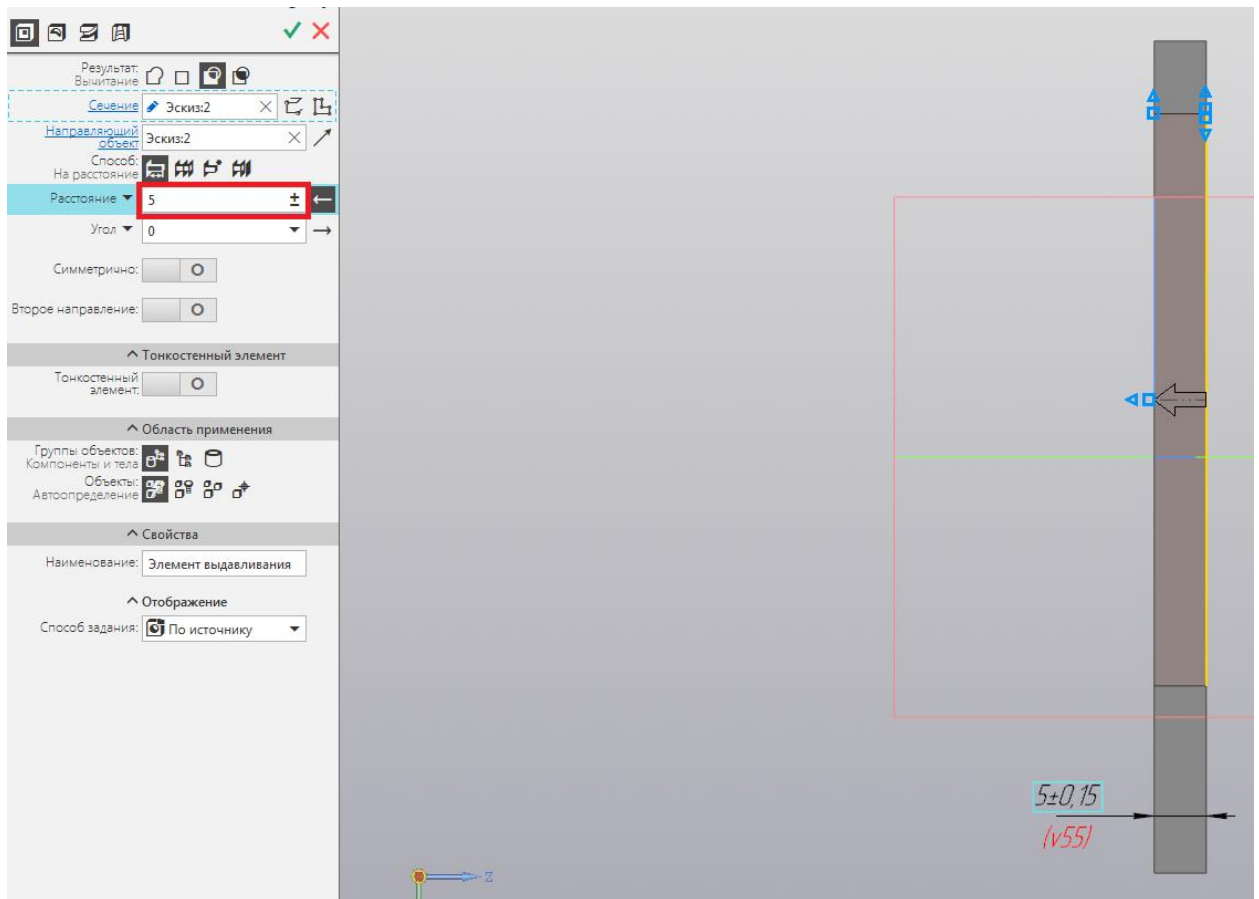 Результат:
Вычитание
Сечение Эскиз:2
Направляющий
объект Эскиз:2
Способ:
На расстояние
Расстояние 5 ±
Угол 0
Симметрично:
Второе направление:
Тонкостенный элемент
Тонкостенный
элемент:
Область применения
Группы объектов:
Компоненты и тела
Объекты:
Автоопределение
Свойства
Наименование: Элемент выдавливания
Отображение
Способ задания: По источнику
5±0,15
(v55)
Z